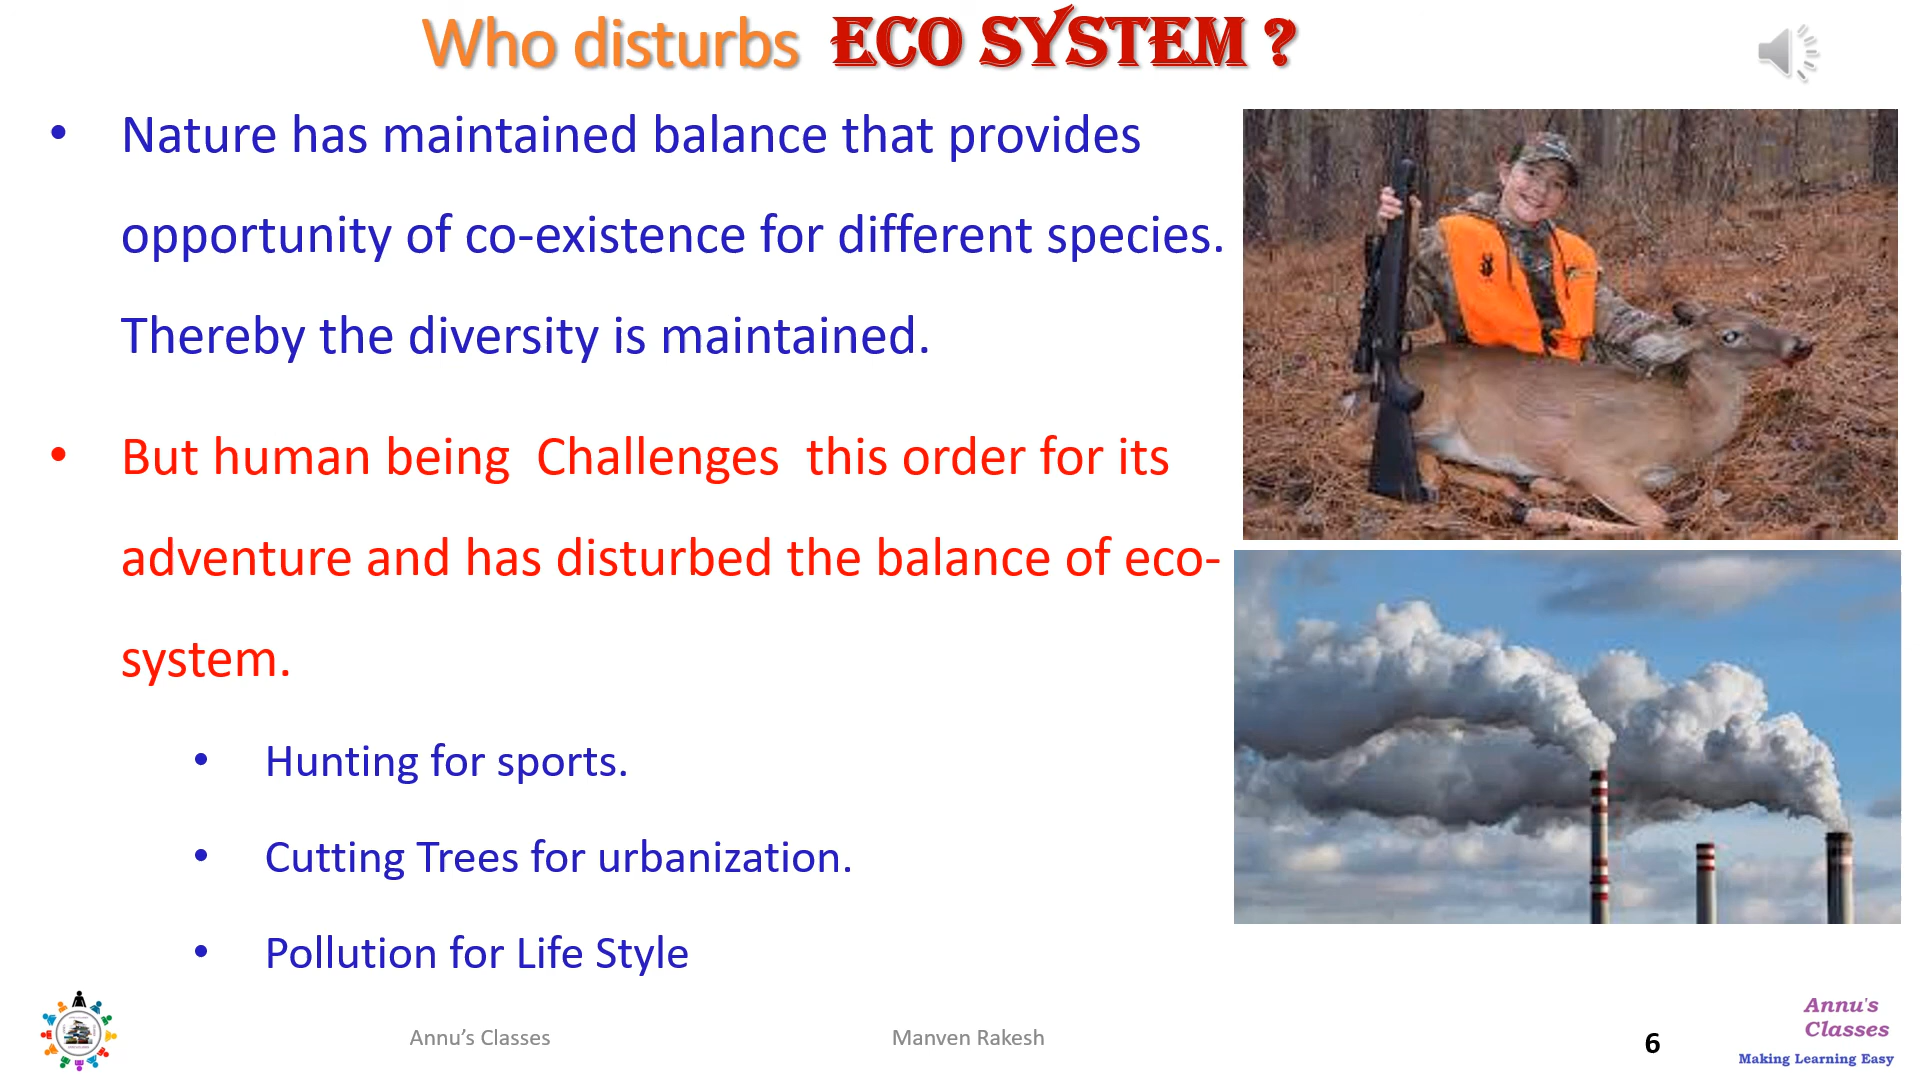 Who disturbs ECO SYSTEM ?
• Nature has maintained balance that provides
opportunity of co-existence for different species.
Thereby the diversity is maintained.
• But human being Challenges this order for its
adventure and has disturbed the balance of eco-
system.
• Hunting for sports.
• Cutting Trees for urbanization.
• Pollution for Life Style
Annu’s Classes
Manven Rakesh
6
Annu's
Classes
Making Learning Easy